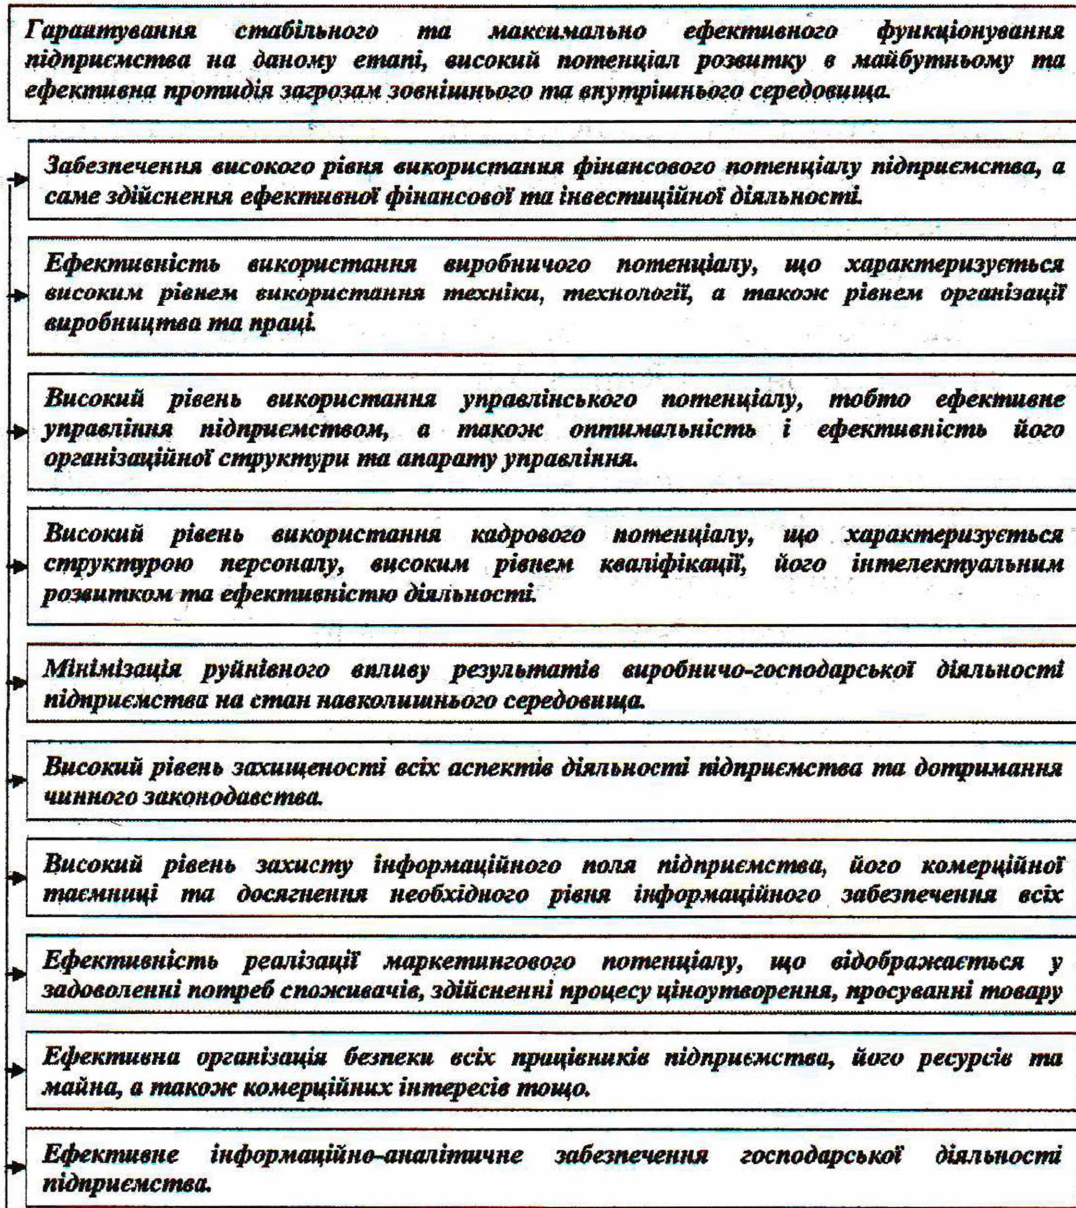 Гарантування стабільного та максимально ефективного функціонування
підприємства на даному етапі, високий потенціал розвитку в майбутньому та
ефективна протидія загрозам зовнішнього та внутрішнього середовища.
Забезпечення високого рівня використання фінансового потенціалу підприємства, а
саме здійснення ефективної фінансової та інвестиційної діяльності.
Ефективність використання виробничого потенціалу, що характеризується
високим рівнем використання техніки, технології, а також рівнем організації
виробництва та праці.
Високий рівень використання управлінського потенціалу, тобто ефективне
управління підприємством, а також оптимальність і ефективність його
організаційної структури та апарату управління.
Високий рівень використання кадрового потенціалу, що характеризується
структурою персоналу, високим рівнем кваліфікації, його інтелектуальним
розвитком та ефективністю діяльності.
Мінімізація руйнівного впливу результатів виробничо-господарської діяльності
підприємства на стан навколишнього середовища.
Високий рівень захищеності всіх аспектів діяльності підприємства та дотримання
чинного законодавства.
Високий рівень захисту інформаційного поля підприємства, його комерційної
таємниці та досягнення необхідного рівня інформаційного забезпечення всіх
Ефективність реалізації маркетингового потенціалу, що відображається у
задоволенні потреб споживачів, здійсненні процесу ціноутворення, просуванні товару
Ефективна організація безпеки всіх працівників підприємства, його ресурсів та
майна, а також комерційних інтересів тощо.
Ефективне інформаційно-аналітичне забезпечення господарської діяльності
підприємства.